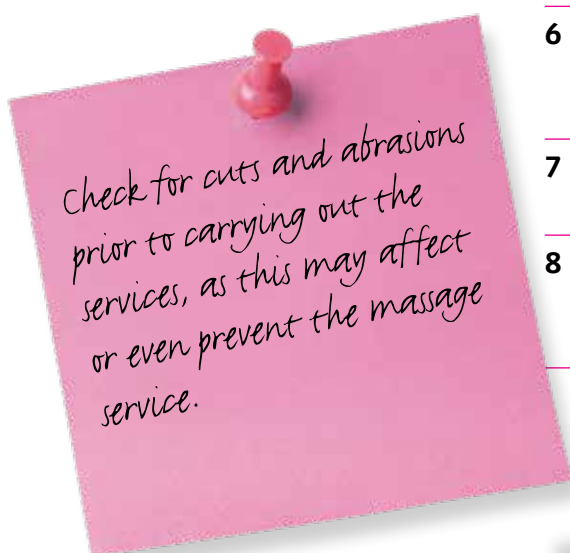 Check for cuts and abrasions
prior to carrying out the
services, as this may affect
or even prevent the massage
service.
6
7
8